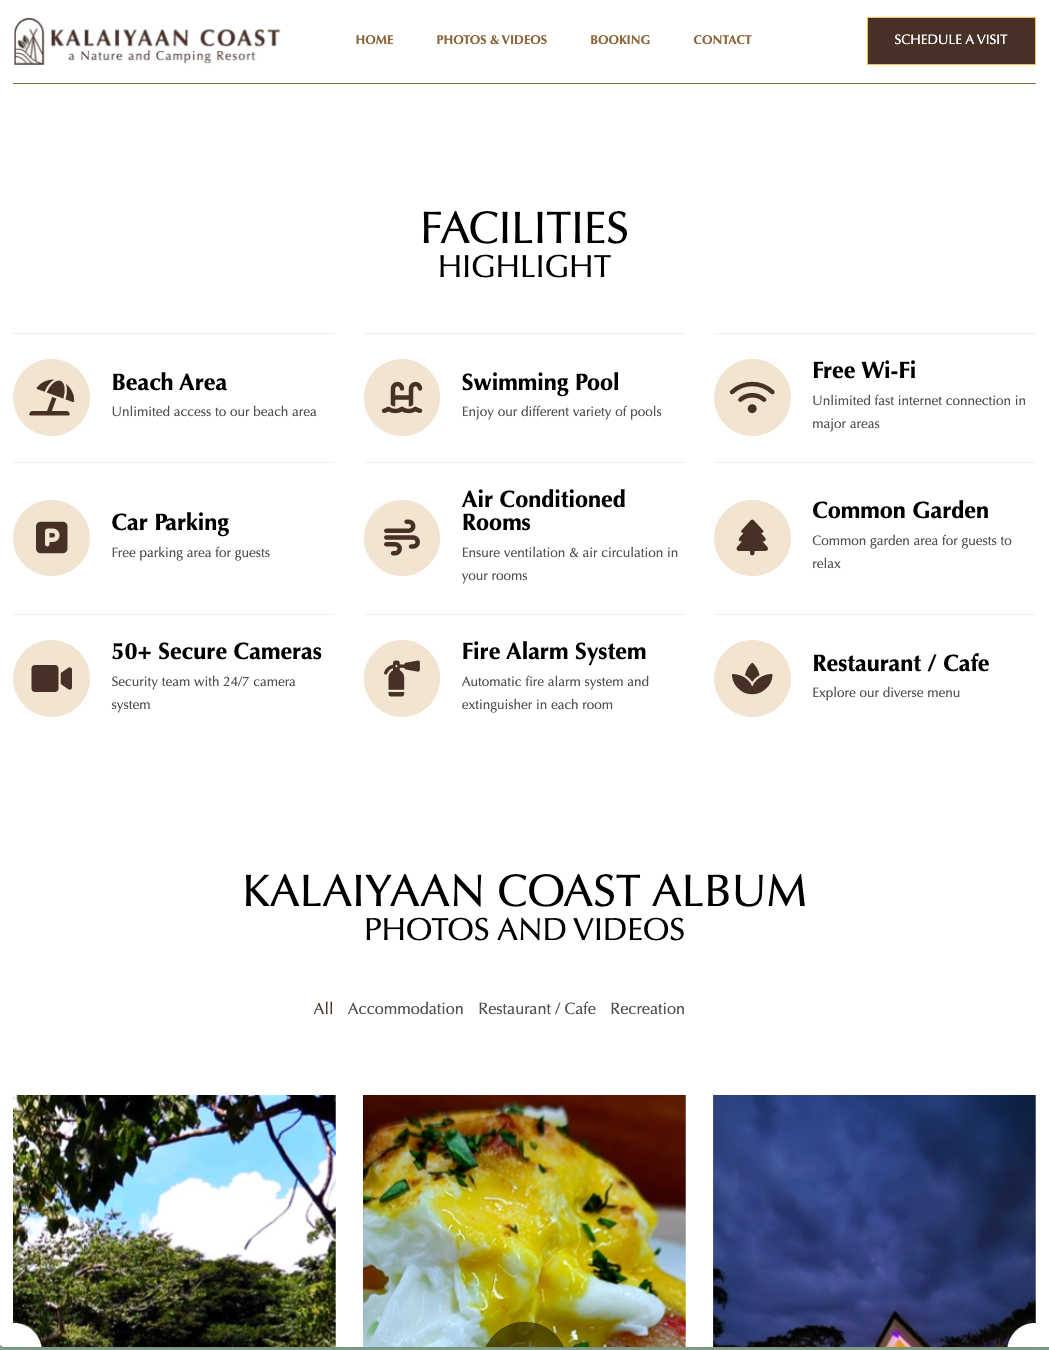 KALAIYAAN COAST
a Nature and Camping Resort
HOME
PHOTOS & VIDEOS
BOOKING
CONTACT
SCHEDULE A VISIT
FACILITIES
HIGHLIGHT
Beach Area
Unlimited access to our beach area
Swimming Pool
Enjoy our different variety of pools
Free Wi-Fi
Unlimited fast internet connection in
major areas
P
Car Parking
Free parking area for guests
Air Conditioned
Rooms
Ensure ventilation & air circulation in
your rooms
Common Garden
Common garden area for guests to
relax
50+ Secure Cameras
Security team with 24/7 camera
system
Fire Alarm System
Automatic fire alarm system and
extinguisher in each room
Restaurant / Cafe
Explore our diverse menu
KALAIYAAN COAST ALBUM
PHOTOS AND VIDEOS
All
Accommodation
Restaurant / Cafe
Recreation